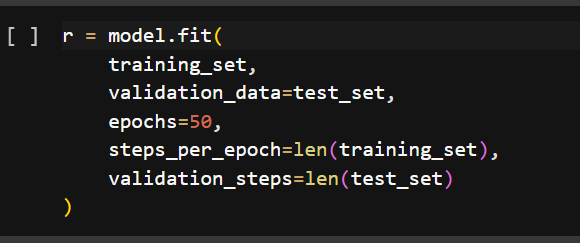 [ ] r = model.fit(
training_set,
validation_data=test_set,
epochs=50,
steps_per_epoch=len(training_set),
validation_steps=len(test_set)
)